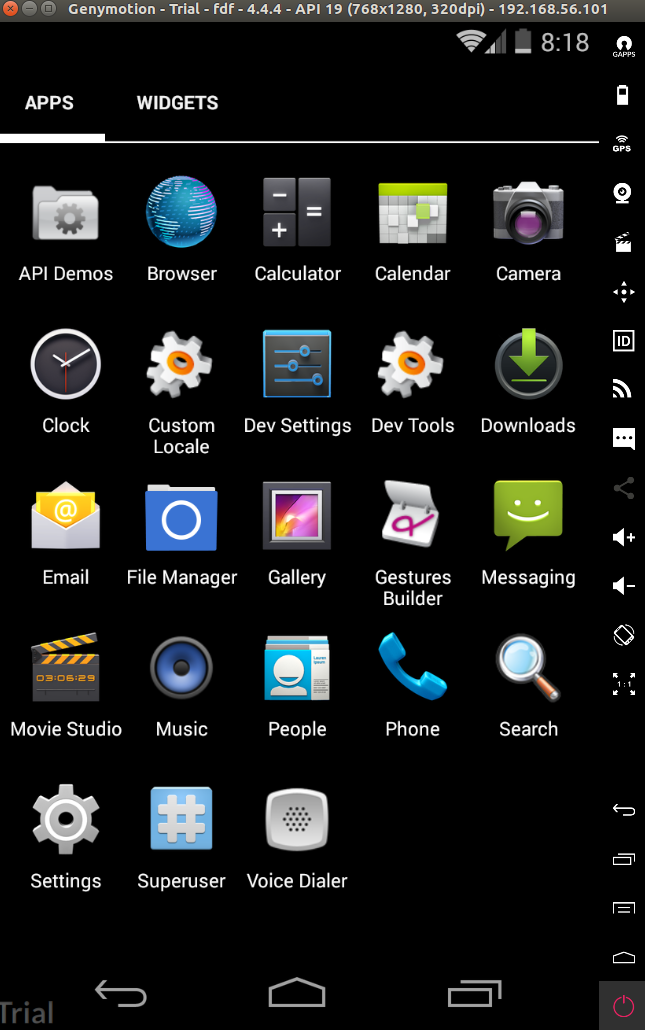 Genymotion - Trial - fdf - 4.4.4 - API 19 (768x1280, 320dpi) - 192.168.56.101
8:18
GAPPS
APPS WIDGETS
GPS
API Demos Browser Calculator Calendar Camera
ID
Clock Custom Locale Dev Settings Dev Tools Downloads
@
Email File Manager Gallery Gestures Builder Messaging
03:06:29
1:1
Movie Studio Music People Phone Search
Settings Superuser Voice Dialer
Trial